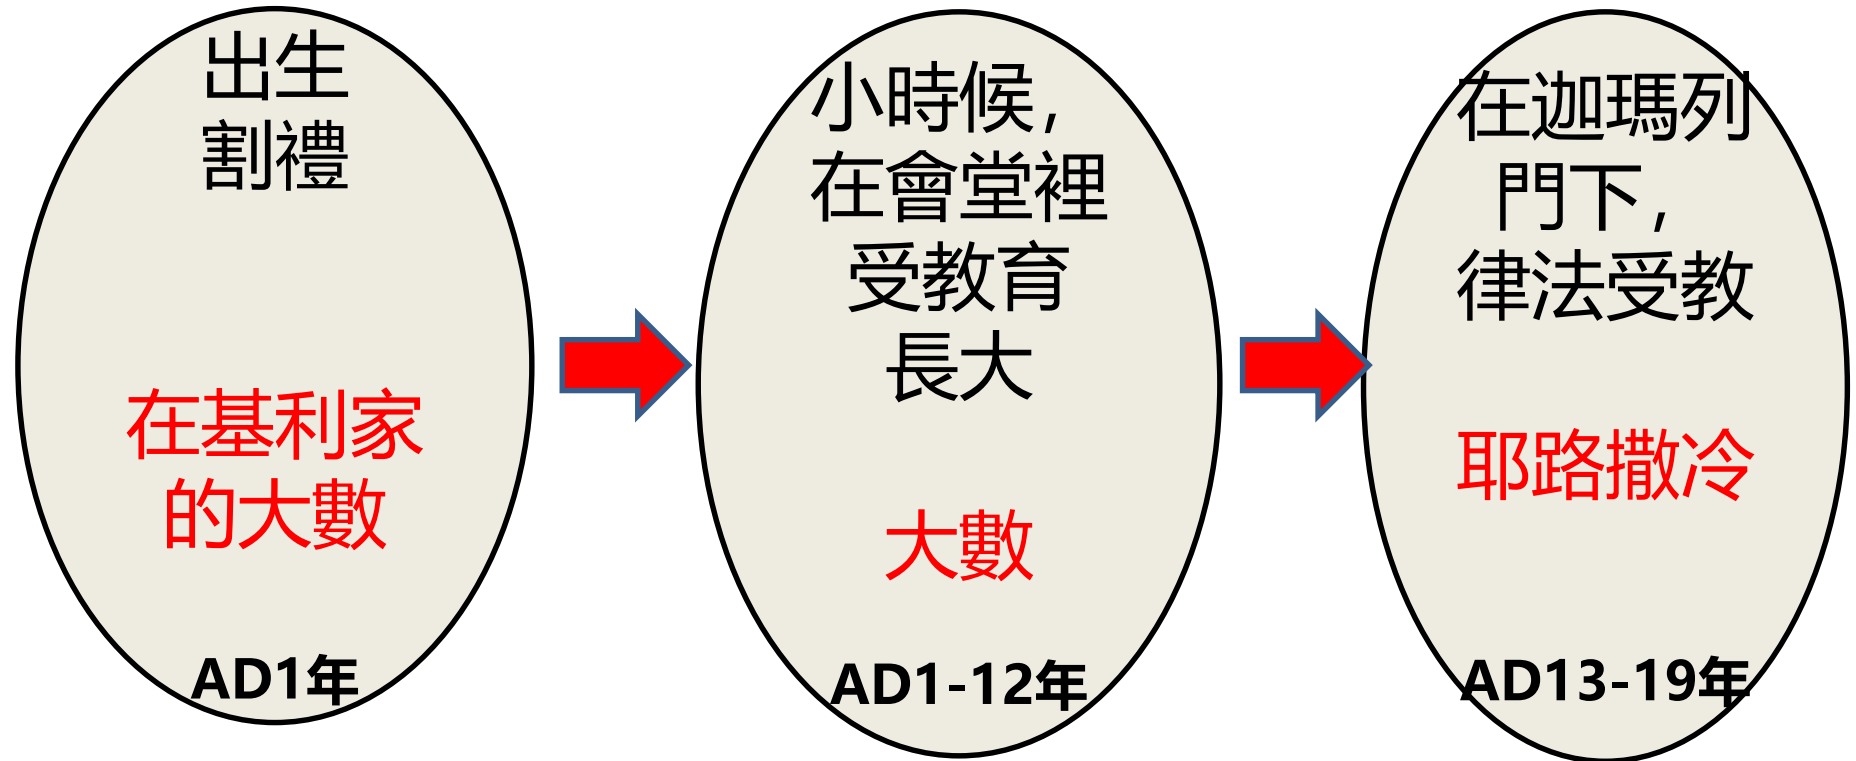 出生
割禮
在基利家
的大數
AD1年
小時候，
在會堂裡
受教育
長大
大數
AD1-12年
在迦瑪列
門下，
律法受教
耶路撒冷
AD13-19年